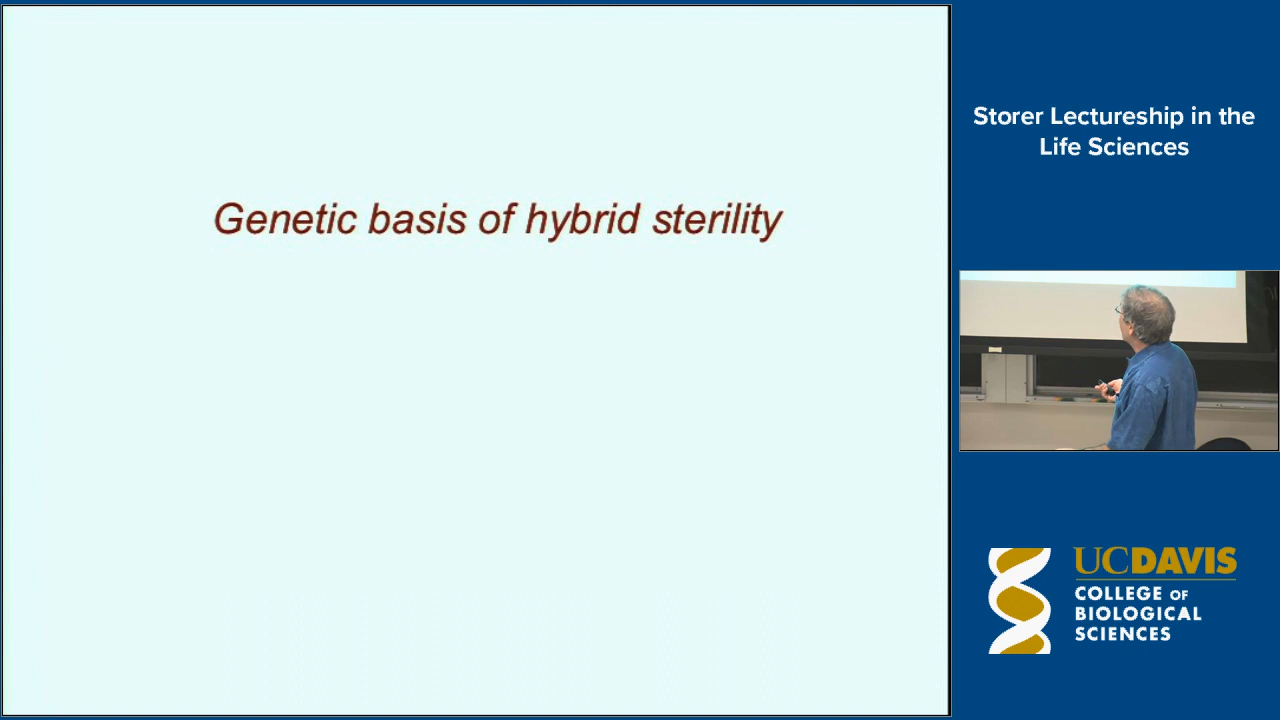 Genetic basis of hybrid sterility
Storer Lectureship in the
Life Sciences
UCDAVIS
COLLEGE OF
BIOLOGICAL
SCIENCES